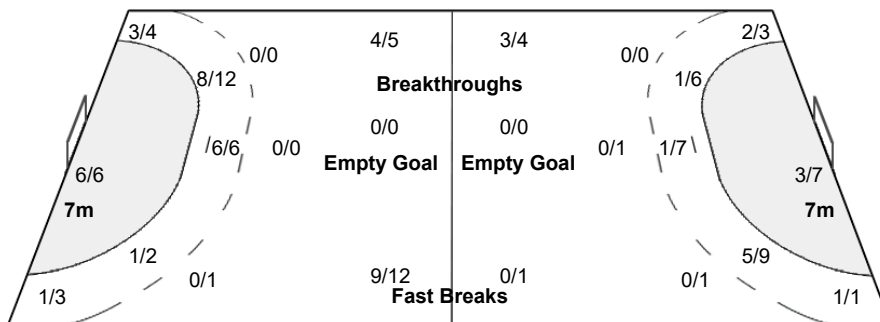 3/4 4/5 3/4 2/3
0/0 0/0
8/12 Breakthroughs 1/6
0/0 0/0
6/6 0/0 0/1 1/7
Empty Goal Empty Goal
6/6 3/7
7m 7m
1/2 5/9
0/1 9/12 0/1 0/1
1/3 Fast Breaks 1/1